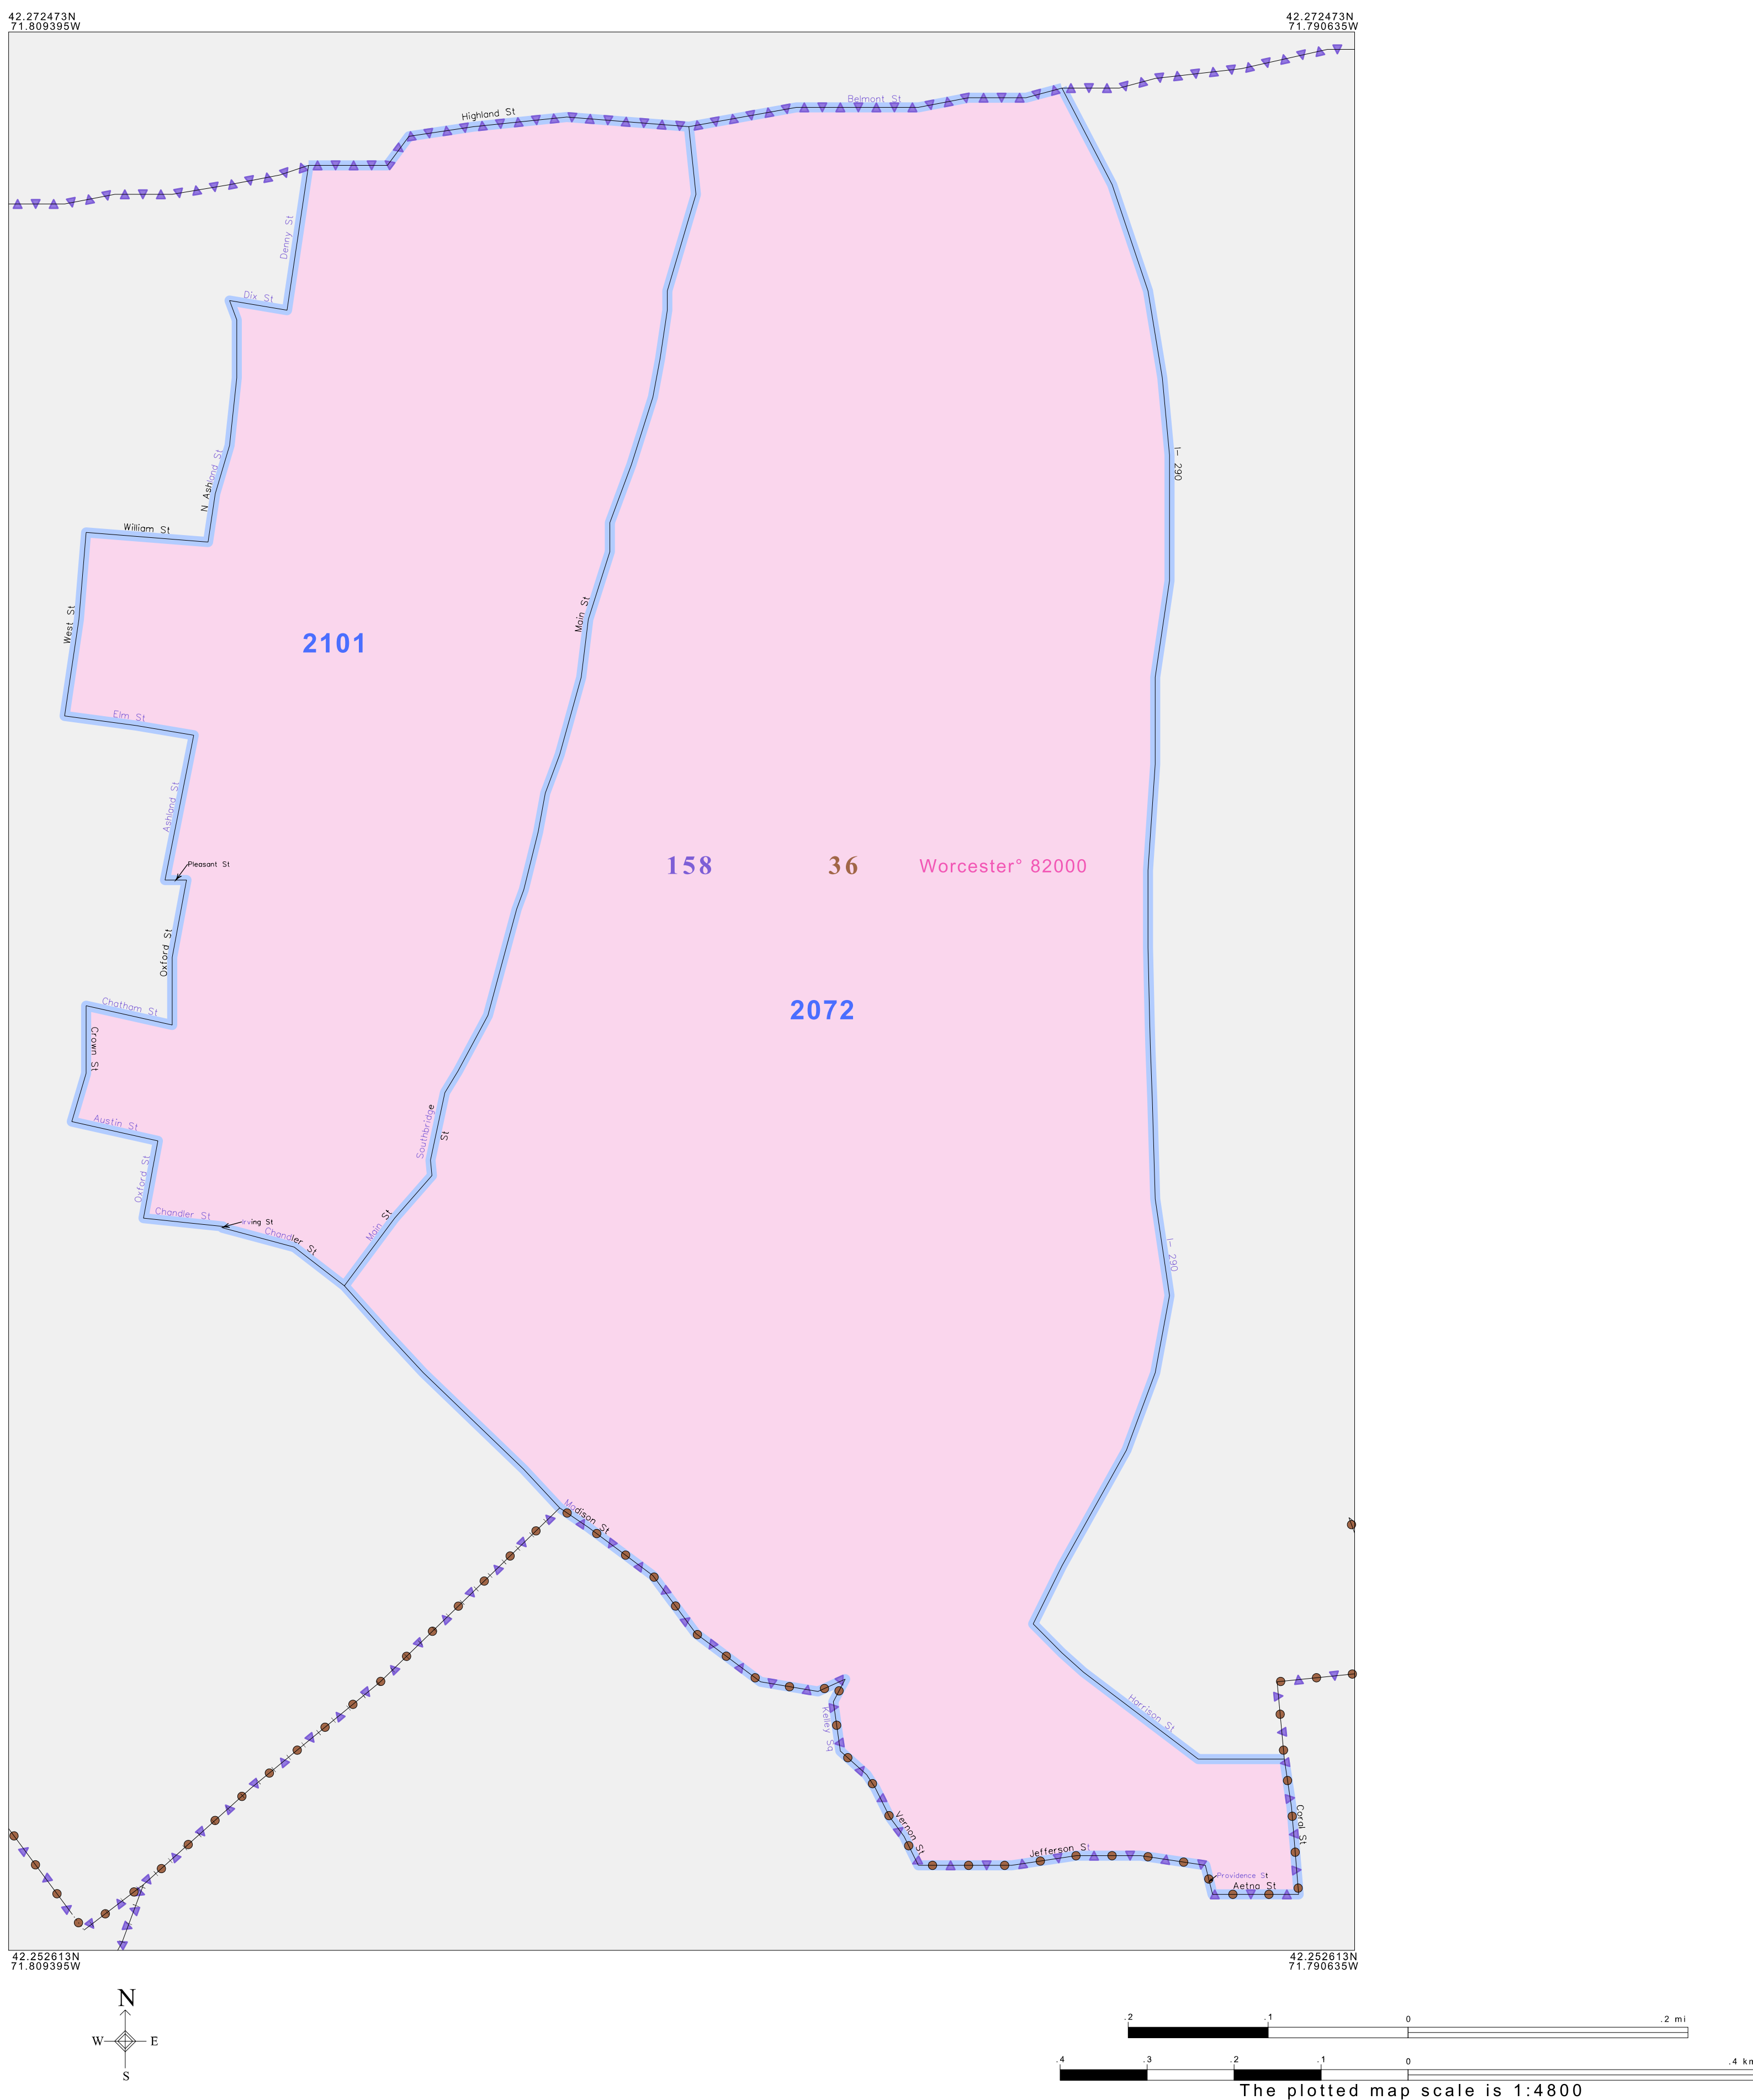 42.272473N
71.809395W
42.272473N
71.790635W
Belmont St
Highland St
Denny St
Dix St
I- 290
N Ashland St
William St
West St
Main St
2101
Elm St
Ashland St
Pleasant St
158
36
Worcester° 82000
Oxford St
Chatham St
2072
Crown St
Austin St
Southbridge
St
Oxford St
Chandler St
Irving St
Main St
Chandler St
I- 290
Madison St
Harrison St
Kelley Sq
Vernon St
Carol St
Jefferson St
Providence St
Aetna St
42.252613N
71.809395W
42.252613N
71.790635W
N
W
E
S
.2
.1
0
.2 mi
.4
.3
.2
.1
0
.4 km
The plotted map scale is 1:4800